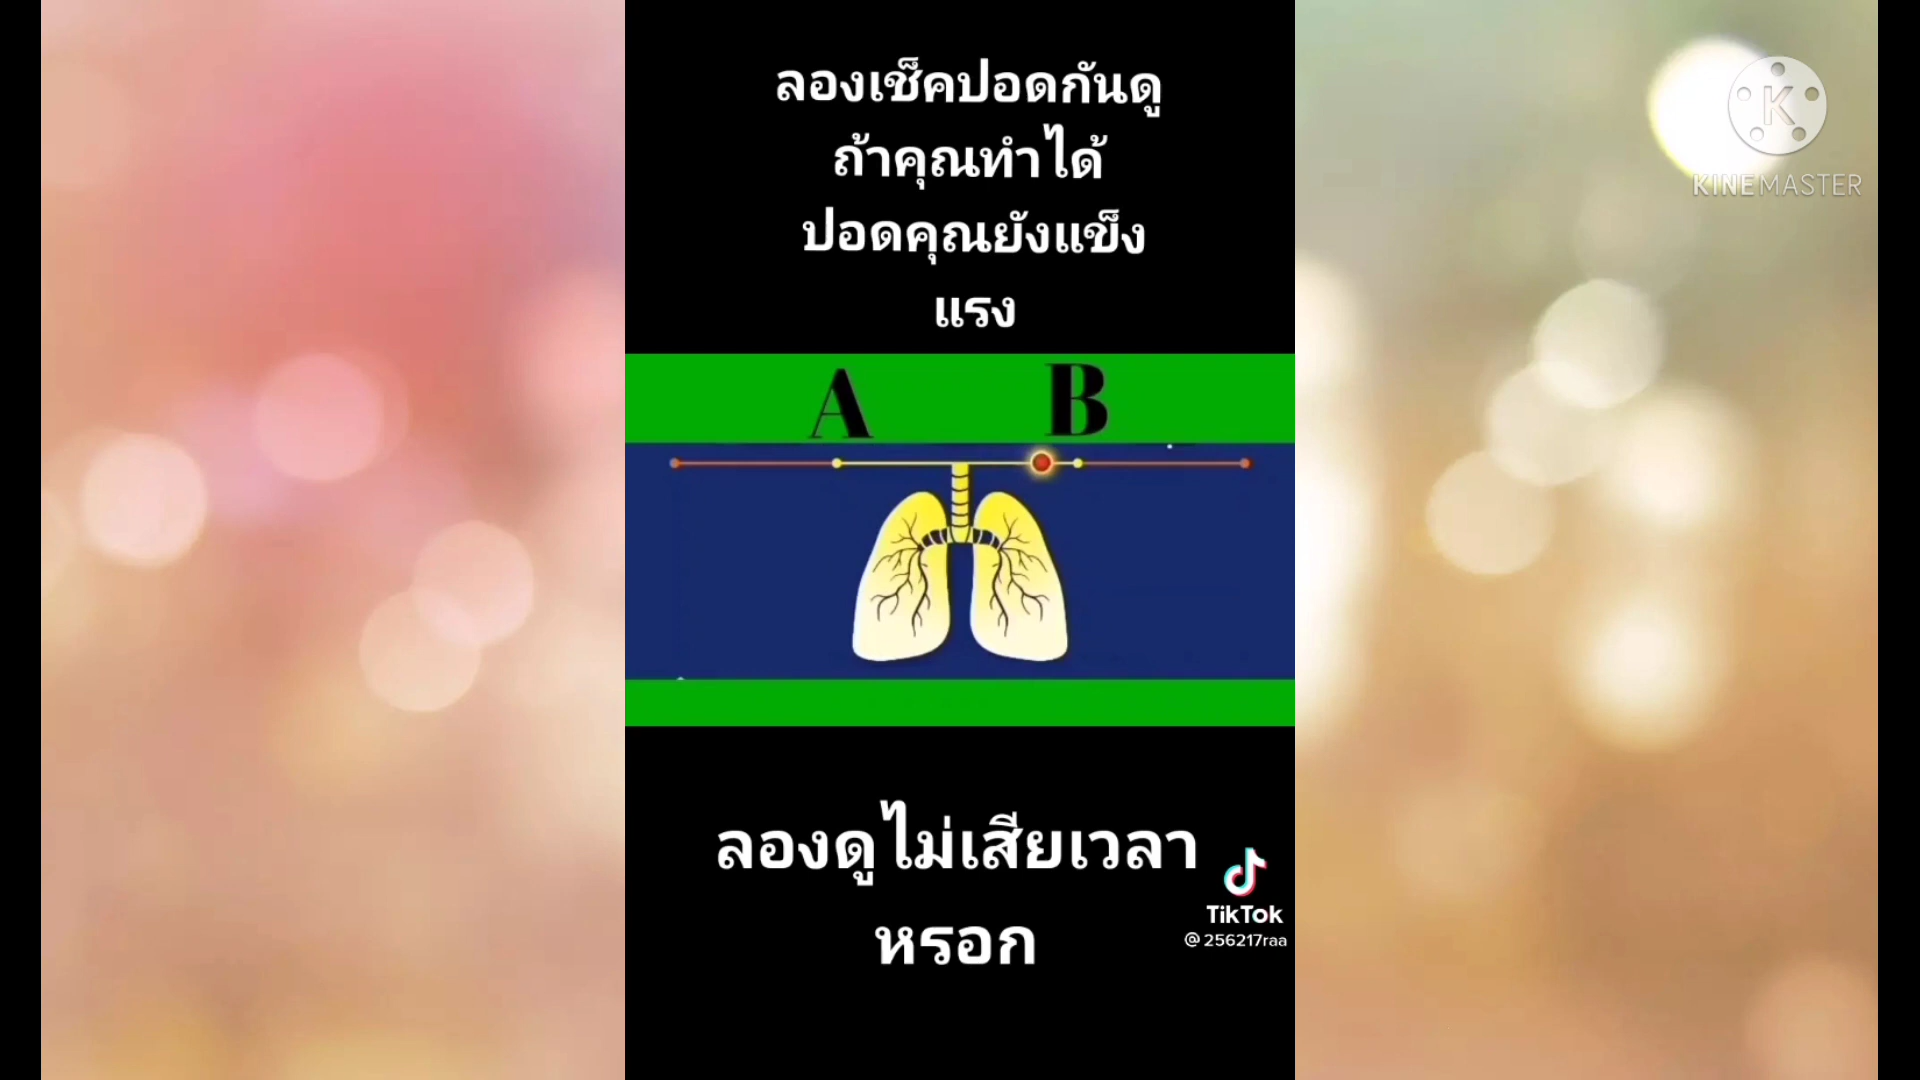 ลองเช็คปอดกันดู
ถ้าคุณทำได้
ปอดคุณยังแข็ง
แรง
K
KINEMASTER
A B
ลองดูไม่เสียเวลา
หรอก
TikTok
@256217raa